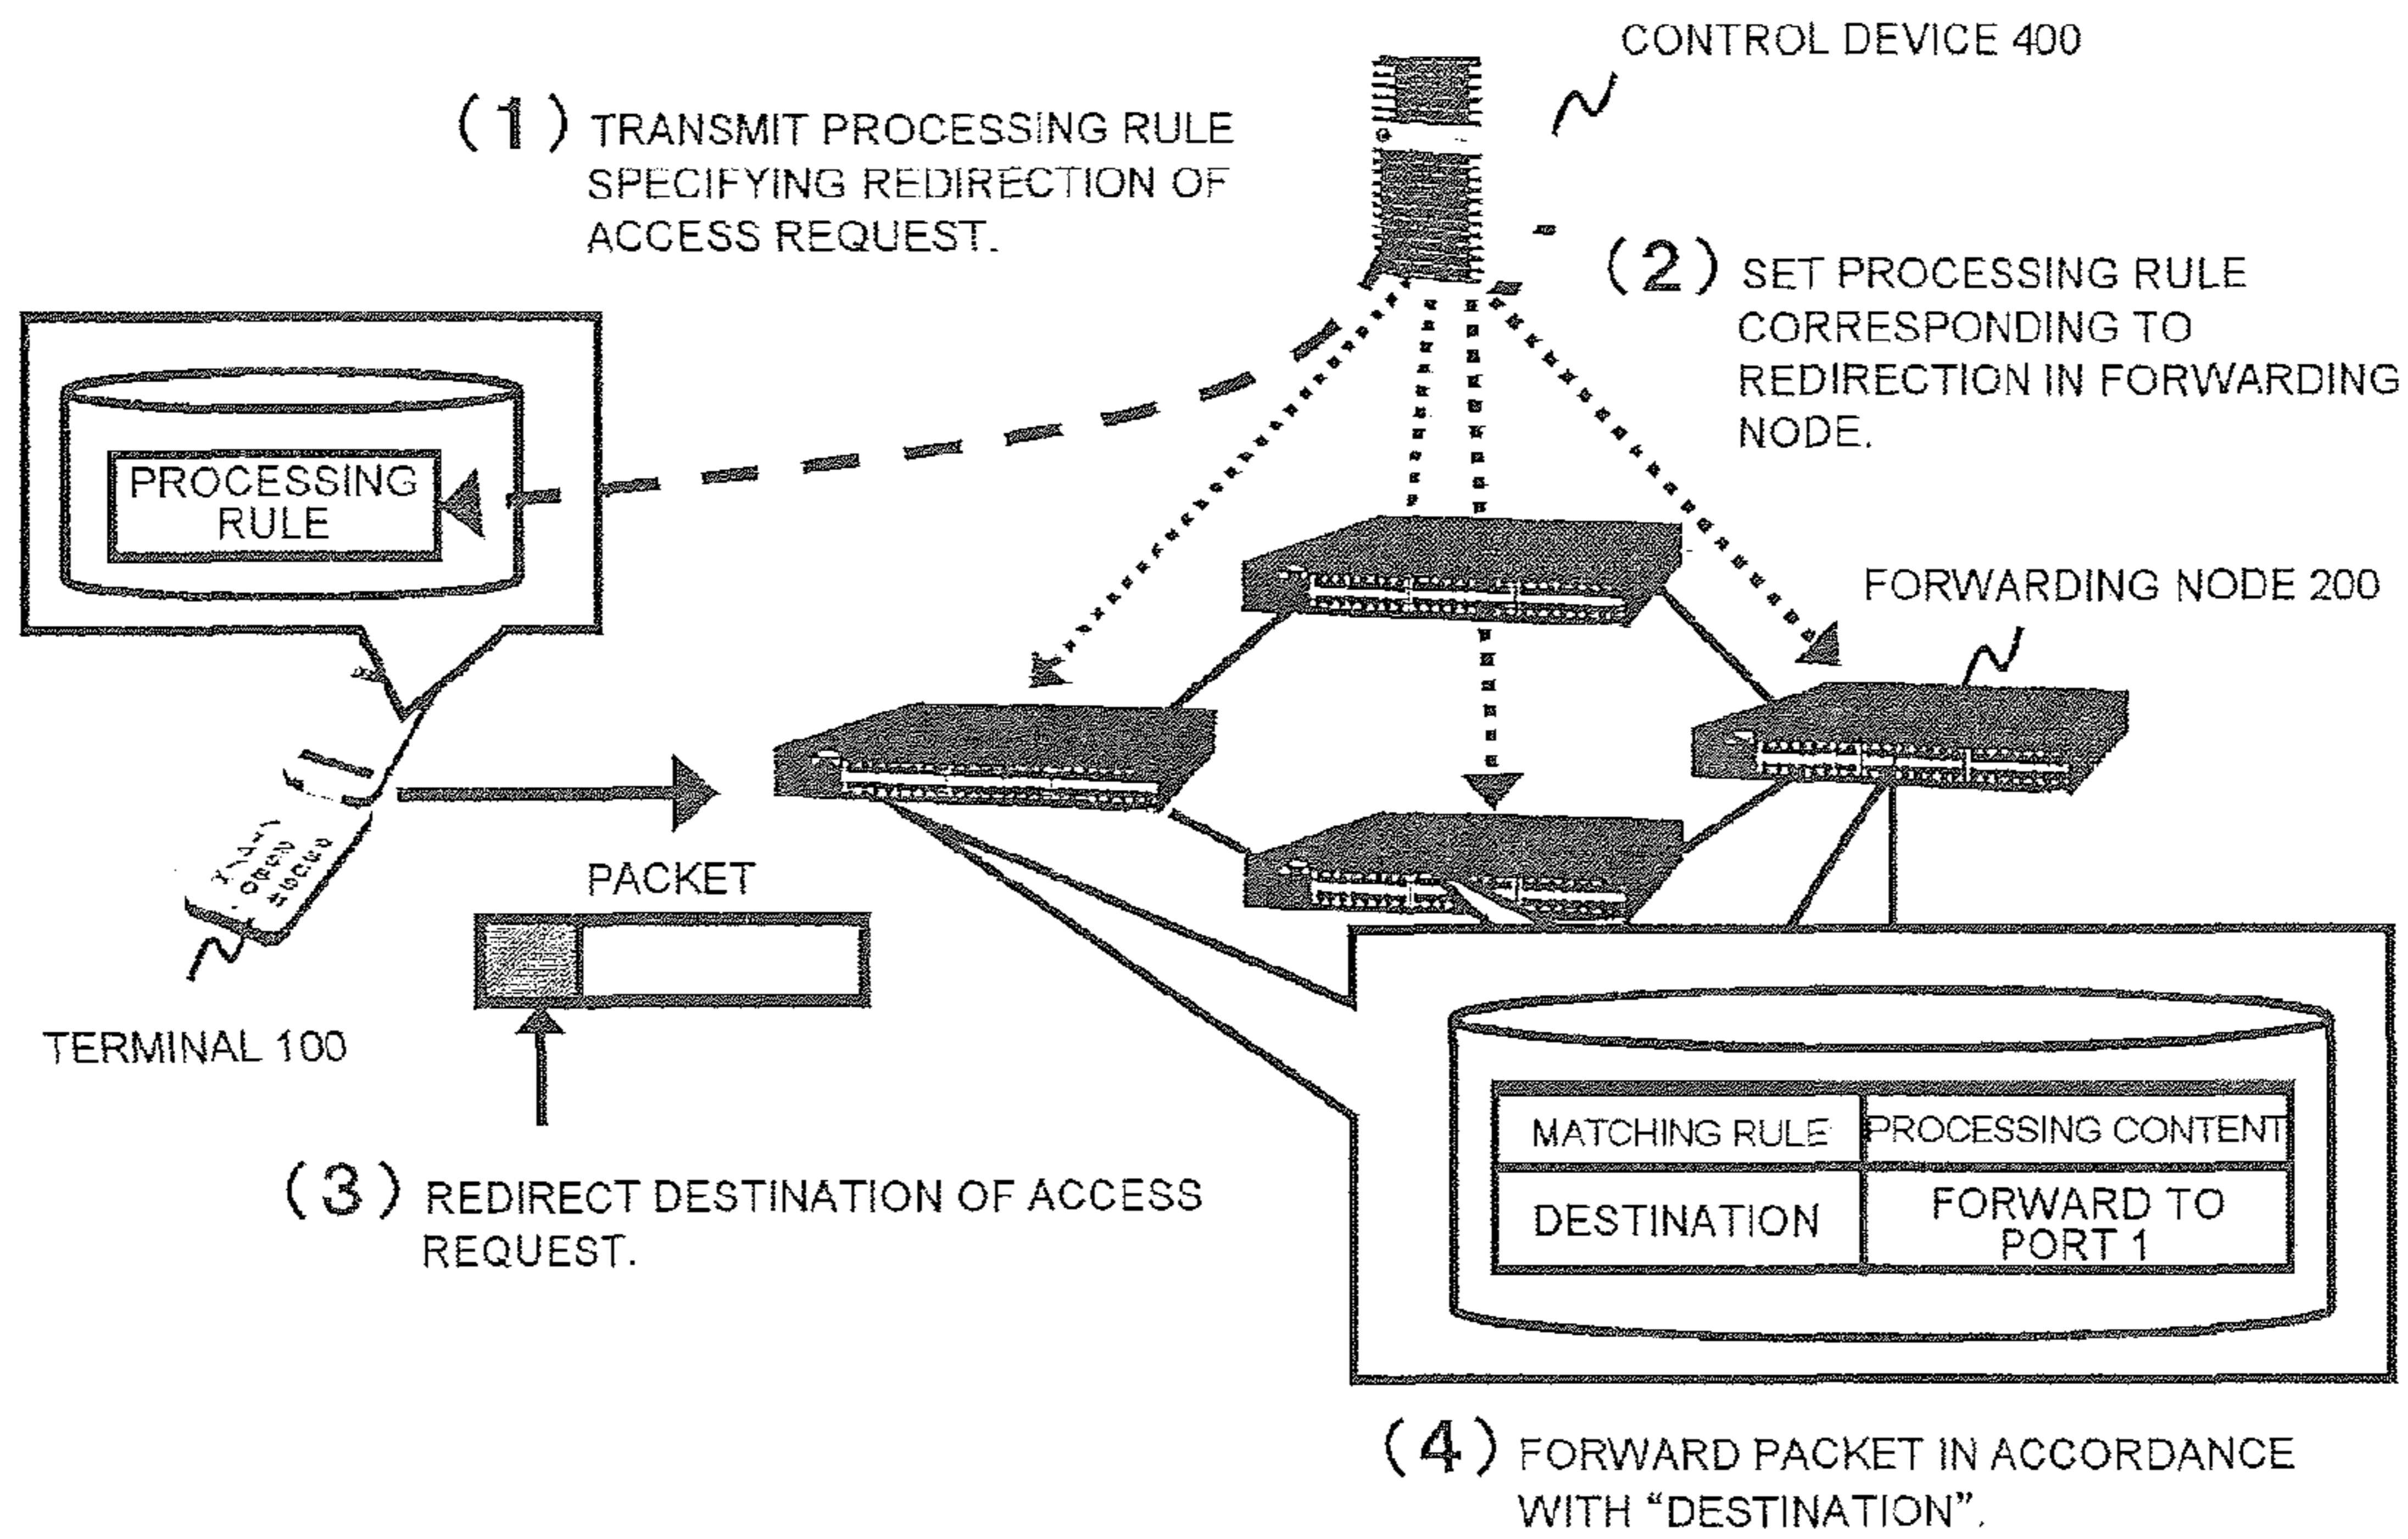 CONTROL DEVICE 400
(1) TRANSMIT PROCESSING RULE
SPECIFYING REDIRECTION OF
ACCESS REQUEST.
(2) SET PROCESSING RULE
CORRESPONDING TO
REDIRECTION IN FORWARDING
NODE.
PROCESSING
RULE
FORWARDING NODE 200
PACKET
TERMINAL 100
(3) REDIRECT DESTINATION OF ACCESS
REQUEST.
MATCHING RULE PROCESSING CONTENT
DESTINATION FORWARD TO
PORT 1
(4) FORWARD PACKET IN ACCORDANCE
WITH “DESTINATION”.